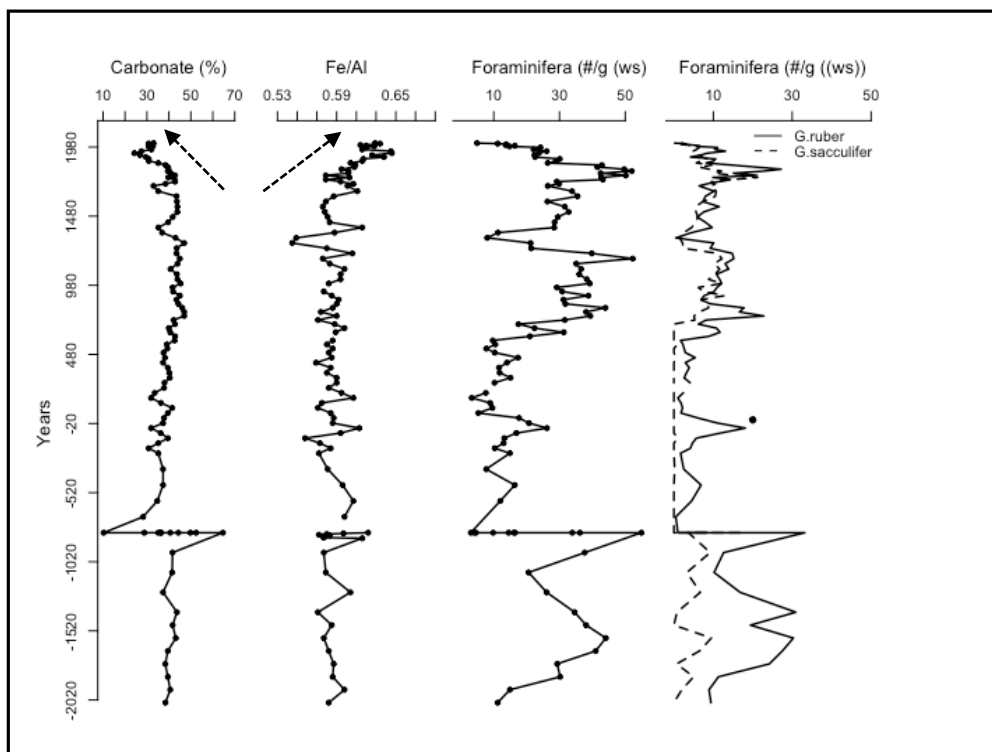 Carbonate (%) Fe/Al Foraminifera (#/g (ws) Foraminifera (#/g ((ws))
10 30 50 70 0.53 0.59 0.65 10 30 50 10 30 50
G.ruber
G.sacculifer
Years
1980
1480
980
480
-20
-520
-1020
-1520
-2020